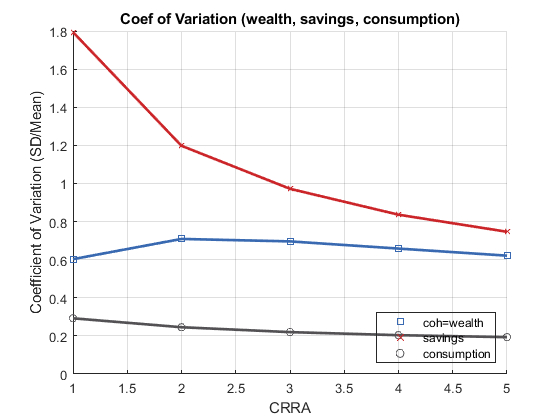 Coef of Variation (wealth, savings, consumption)
Coefficient of Variation (SD/Mean)
1.8
1.6
1.4
1.2
1
0.8
0.6
0.4
0.2
0
coh=wealth
savings
consumption
1 1.5 2 2.5 3 3.5 4 4.5 5
CRRA